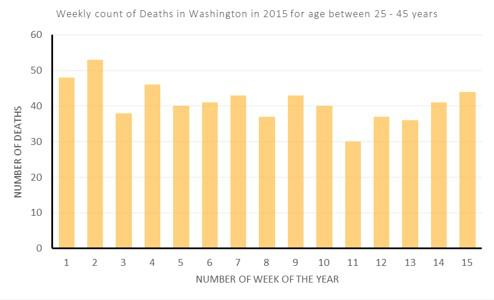 Weekly count of Deaths in Washington in 2015 for age between 25 - 45 years
60
50
40
30
20
10
0
NUMBER OF DEATHS
1 2 3 4 5 6 7 8 9 10 11 12 13 14 15
NUMBER OF WEEK OF THE YEAR